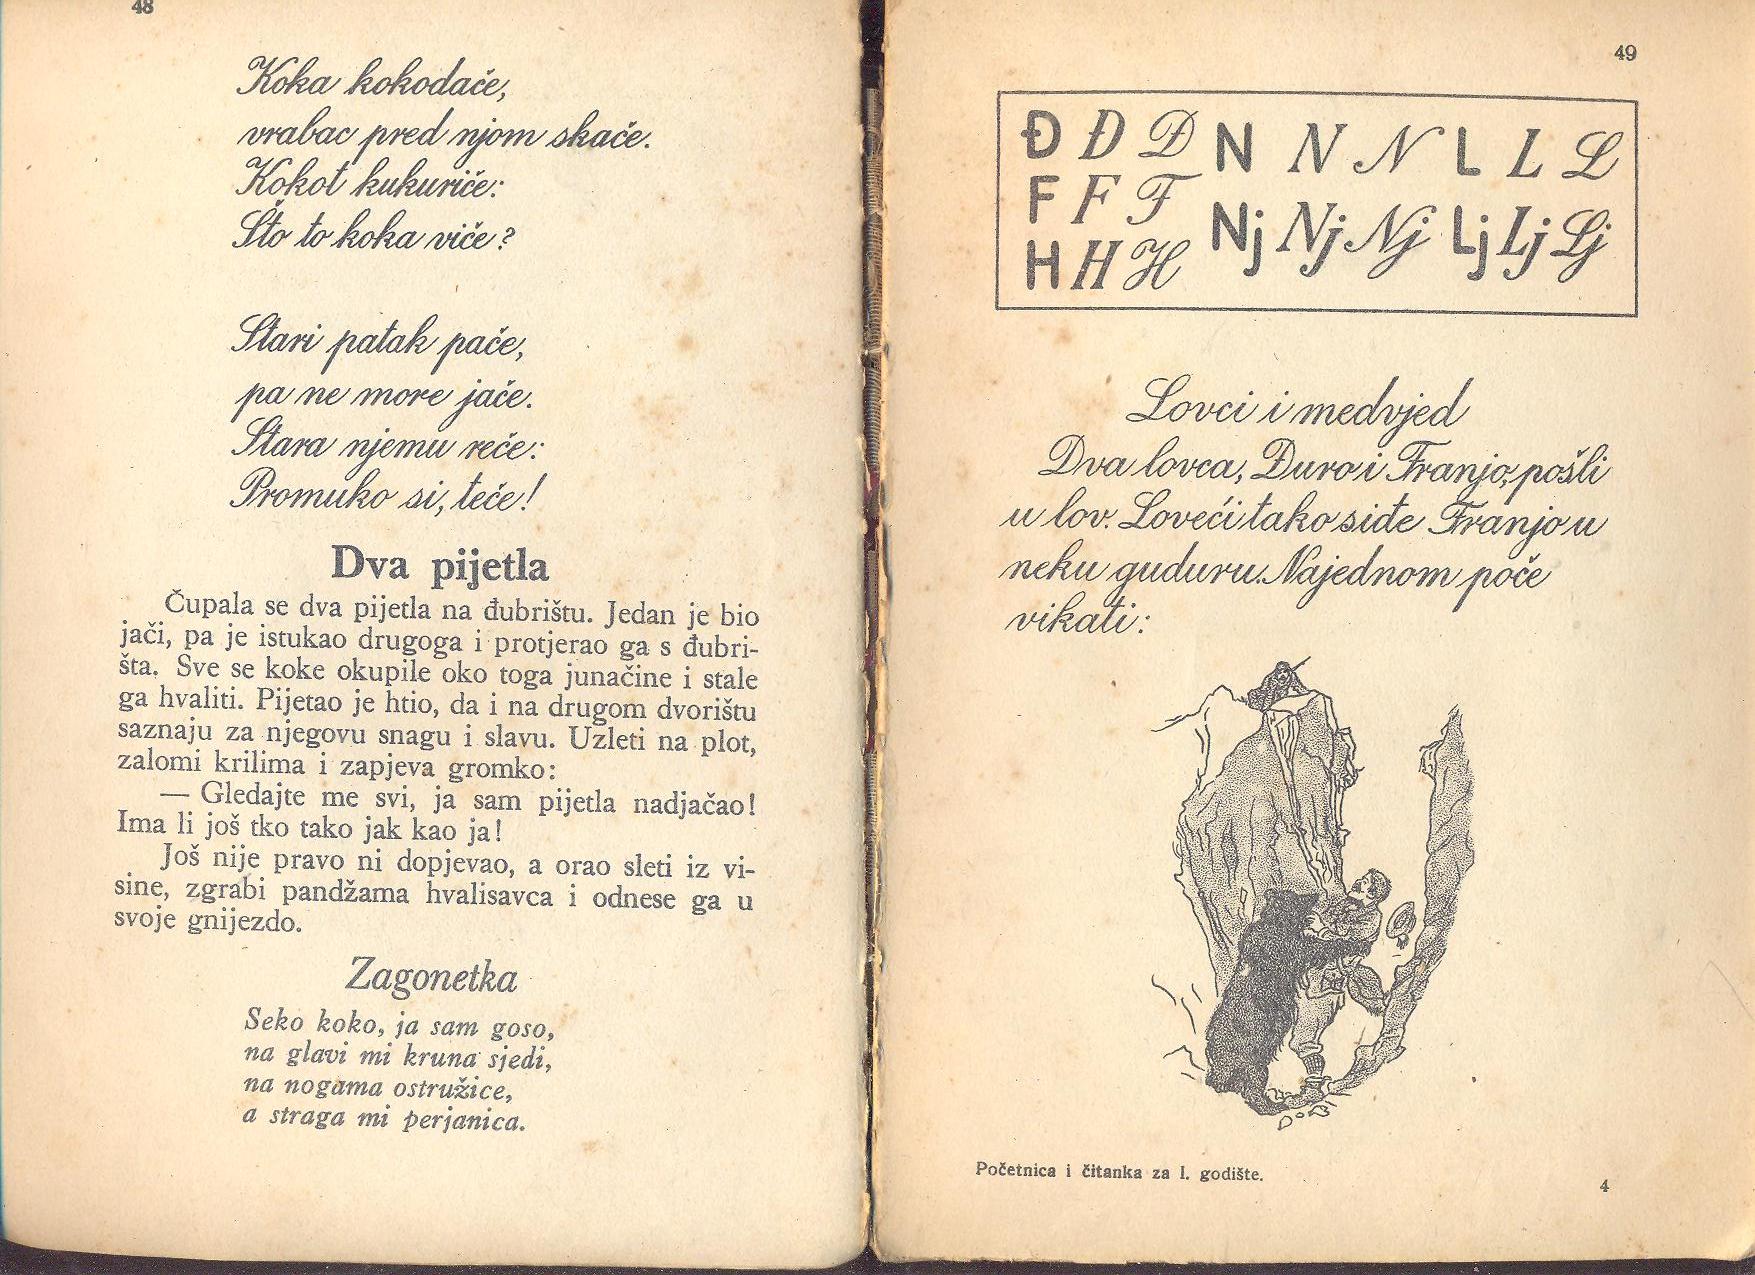 48
Koka kokodače,
vrabac pred njom skače.
Kokot kukuriče:
Što to koka viče?
Stari patak pače,
pa ne more jače.
Stara njemu reče:
Promuko si, teče!
Dva pijetla
Čupala se dva pijetla na đubrištu. Jedan je bio
jači, pa je istukao drugoga i protjerao ga s đubri-
šta. Sve se koke okupile oko toga junačine i stale
ga hvaliti. Pijetao je htio, da i na drugom dvorištu
saznaju za njegovu snagu i slavu. Uzleti na plot,
zalomi krilima i zapjeva gromko:
— Gledajte me svi, ja sam pijetla nadjačao!
Ima li još tko tako jak kao ja!
Još nije pravo ni dopjevao, a orao sleti iz vi-
sine, zgrabi pandžama hvalisavca i odnese ga u
svoje gnijezdo.
Zagonetka
Seko koko, ja sam goso,
na glavi mi kruna sjedi,
na nogama ostružice,
a straga mi perjanica.
49
Đ Đ Đ N N N L L L
F F F Nj Nj Nj Lj Lj Lj
H H H
Lovci i medvjed
Dva lovca, Đuro i Franjo, pošli
u lov. Loveći tako siđe Franjo u
neku guduru. Najednom poče
vikati:
Početnica i čitanka za I. godište.
4